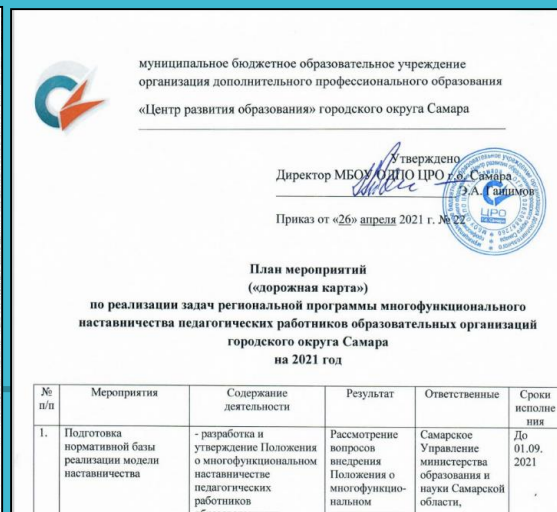 муниципальное бюджетное образовательное учреждение
организация дополнительного профессионального образования
«Центр развития образования» городского округа Самара
Утверждено
Директор МБОУ ОДПО ЦРО г.о. Самара
Э.А. Гашимов
Приказ от «26» апреля 2021 г. № 22
ЦРО
План мероприятий
(«дорожная карта»)
по реализации задач региональной программы многофункционального
наставничества педагогических работников образовательных организаций
городского округа Самара
на 2021 год
№ п/п
Мероприятия
Содержание
деятельности
Результат
Ответственные
Сроки
исполне
ния
1.
Подготовка
нормативной базы
реализации модели
наставничества
- разработка и
утверждение Положения
о многофункциональном
наставничестве
педагогических
работников
Рассмотрение
вопросов
внедрения
Положения о
многофункцио-
нальном
Самарское
Управление
министерства
образования и
науки Самарской
области,
До
01.09.
2021